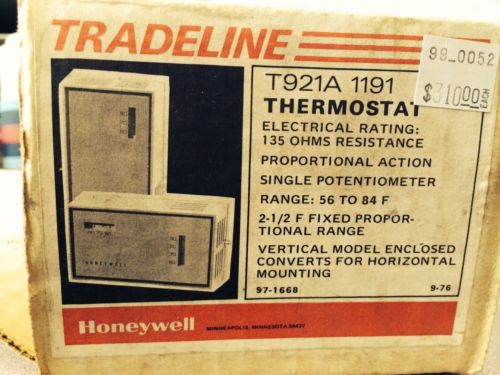 TRADELINE
99_0052
$310.00 EACH
T921A 1191
THERMOSTAT
ELECTRICAL RATING:
135 OHMS RESISTANCE
PROPORTIONAL ACTION
SINGLE POTENTIOMETER
RANGE: 56 TO 84 F
2-1/2 F FIXED PROPOR-
TIONAL RANGE
VERTICAL MODEL ENCLOSED
CONVERTS FOR HORIZONTAL
MOUNTING
97-1668 9-76
HONEYWELL
Honeywell MINNEAPOLIS, MINNESOTA